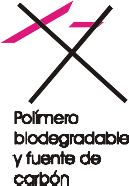 Polímero
biodegradable
y fuente de
carbón